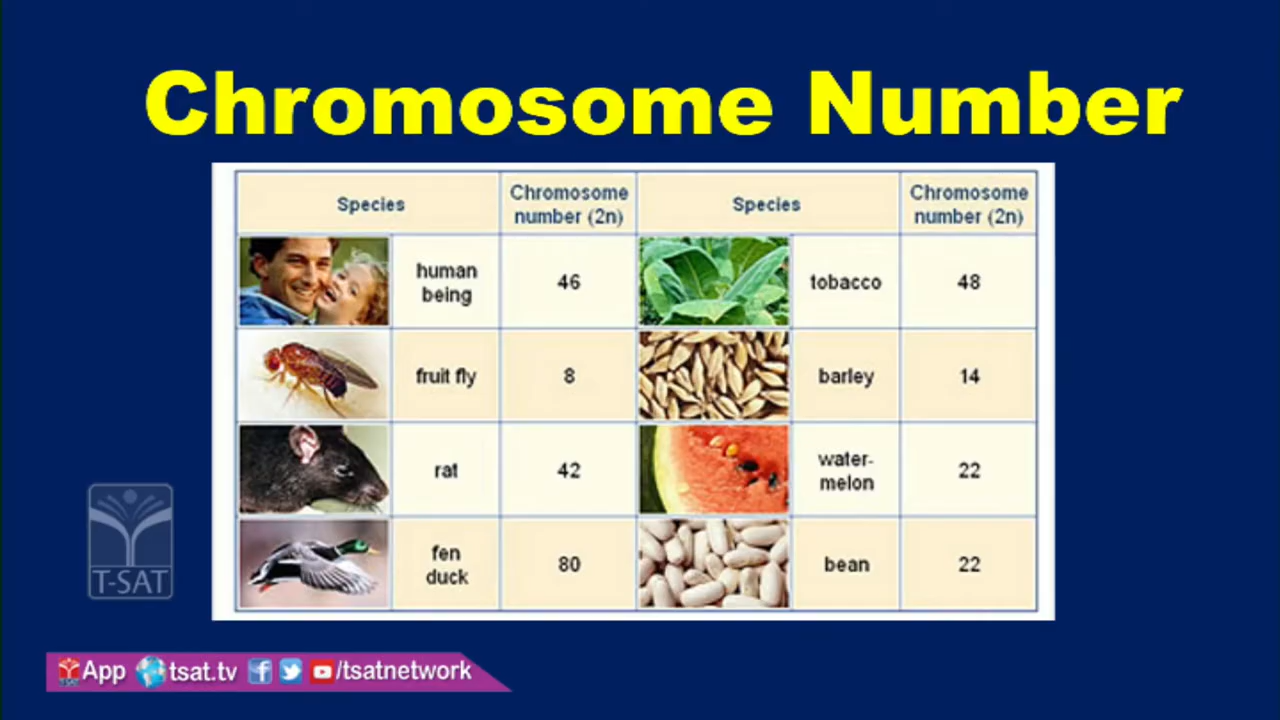 Chromosome Number
Species
Chromosome
number (2n)
Species
Chromosome
number (2n)
human
being
46
tobacco
48
fruit fly
8
barley
14
rat
42
water-
melon
22
fen
duck
80
bean
22
T-SAT
App tsat.tv /tsatnetwork